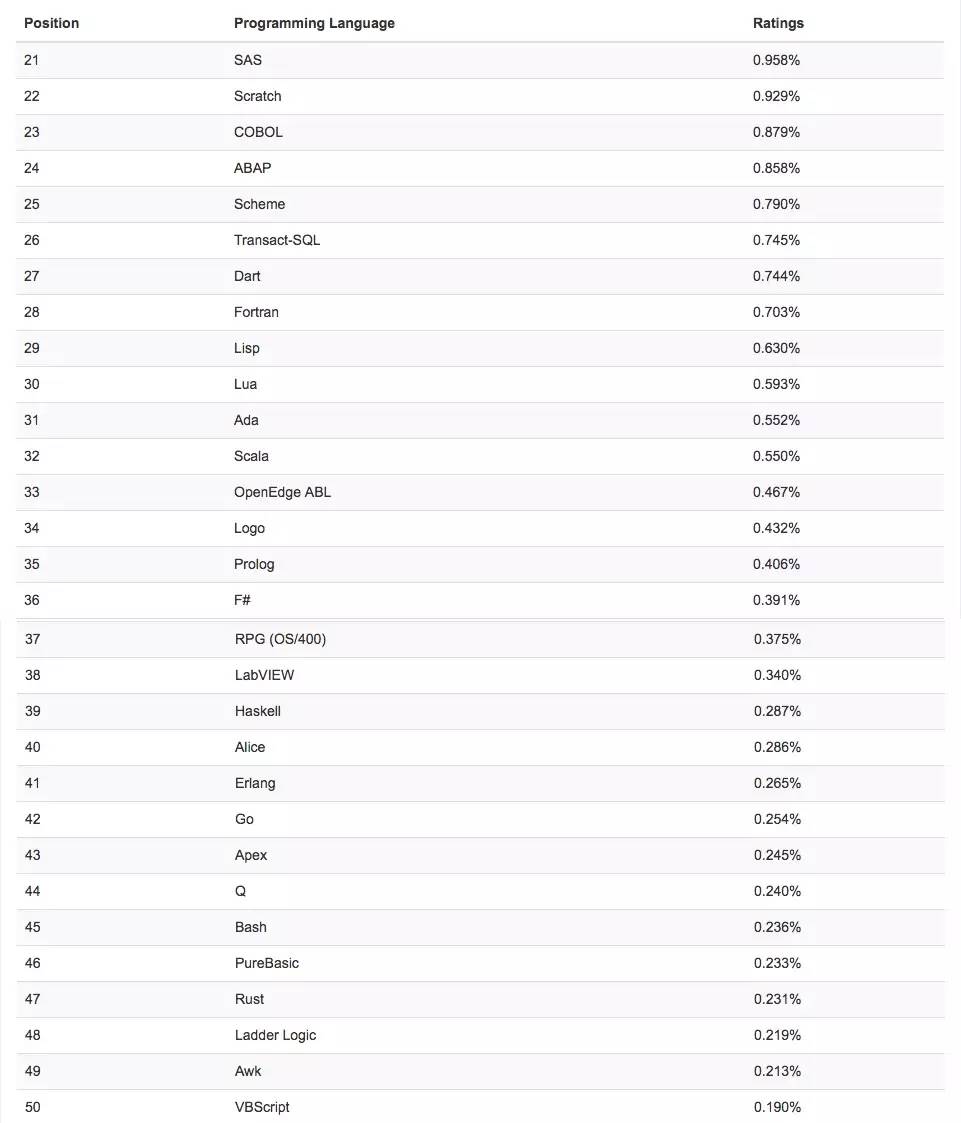 Position Programming Language Ratings
21 SAS 0.958%
22 Scratch 0.929%
23 COBOL 0.879%
24 ABAP 0.858%
25 Scheme 0.790%
26 Transact-SQL 0.745%
27 Dart 0.744%
28 Fortran 0.703%
29 Lisp 0.630%
30 Lua 0.593%
31 Ada 0.552%
32 Scala 0.550%
33 OpenEdge ABL 0.467%
34 Logo 0.432%
35 Prolog 0.406%
36 F# 0.391%
37 RPG (OS/400) 0.375%
38 LabVIEW 0.340%
39 Haskell 0.287%
40 Alice 0.286%
41 Erlang 0.265%
42 Go 0.254%
43 Apex 0.245%
44 Q 0.240%
45 Bash 0.236%
46 PureBasic 0.233%
47 Rust 0.231%
48 Ladder Logic 0.219%
49 Awk 0.213%
50 VBScript 0.190%